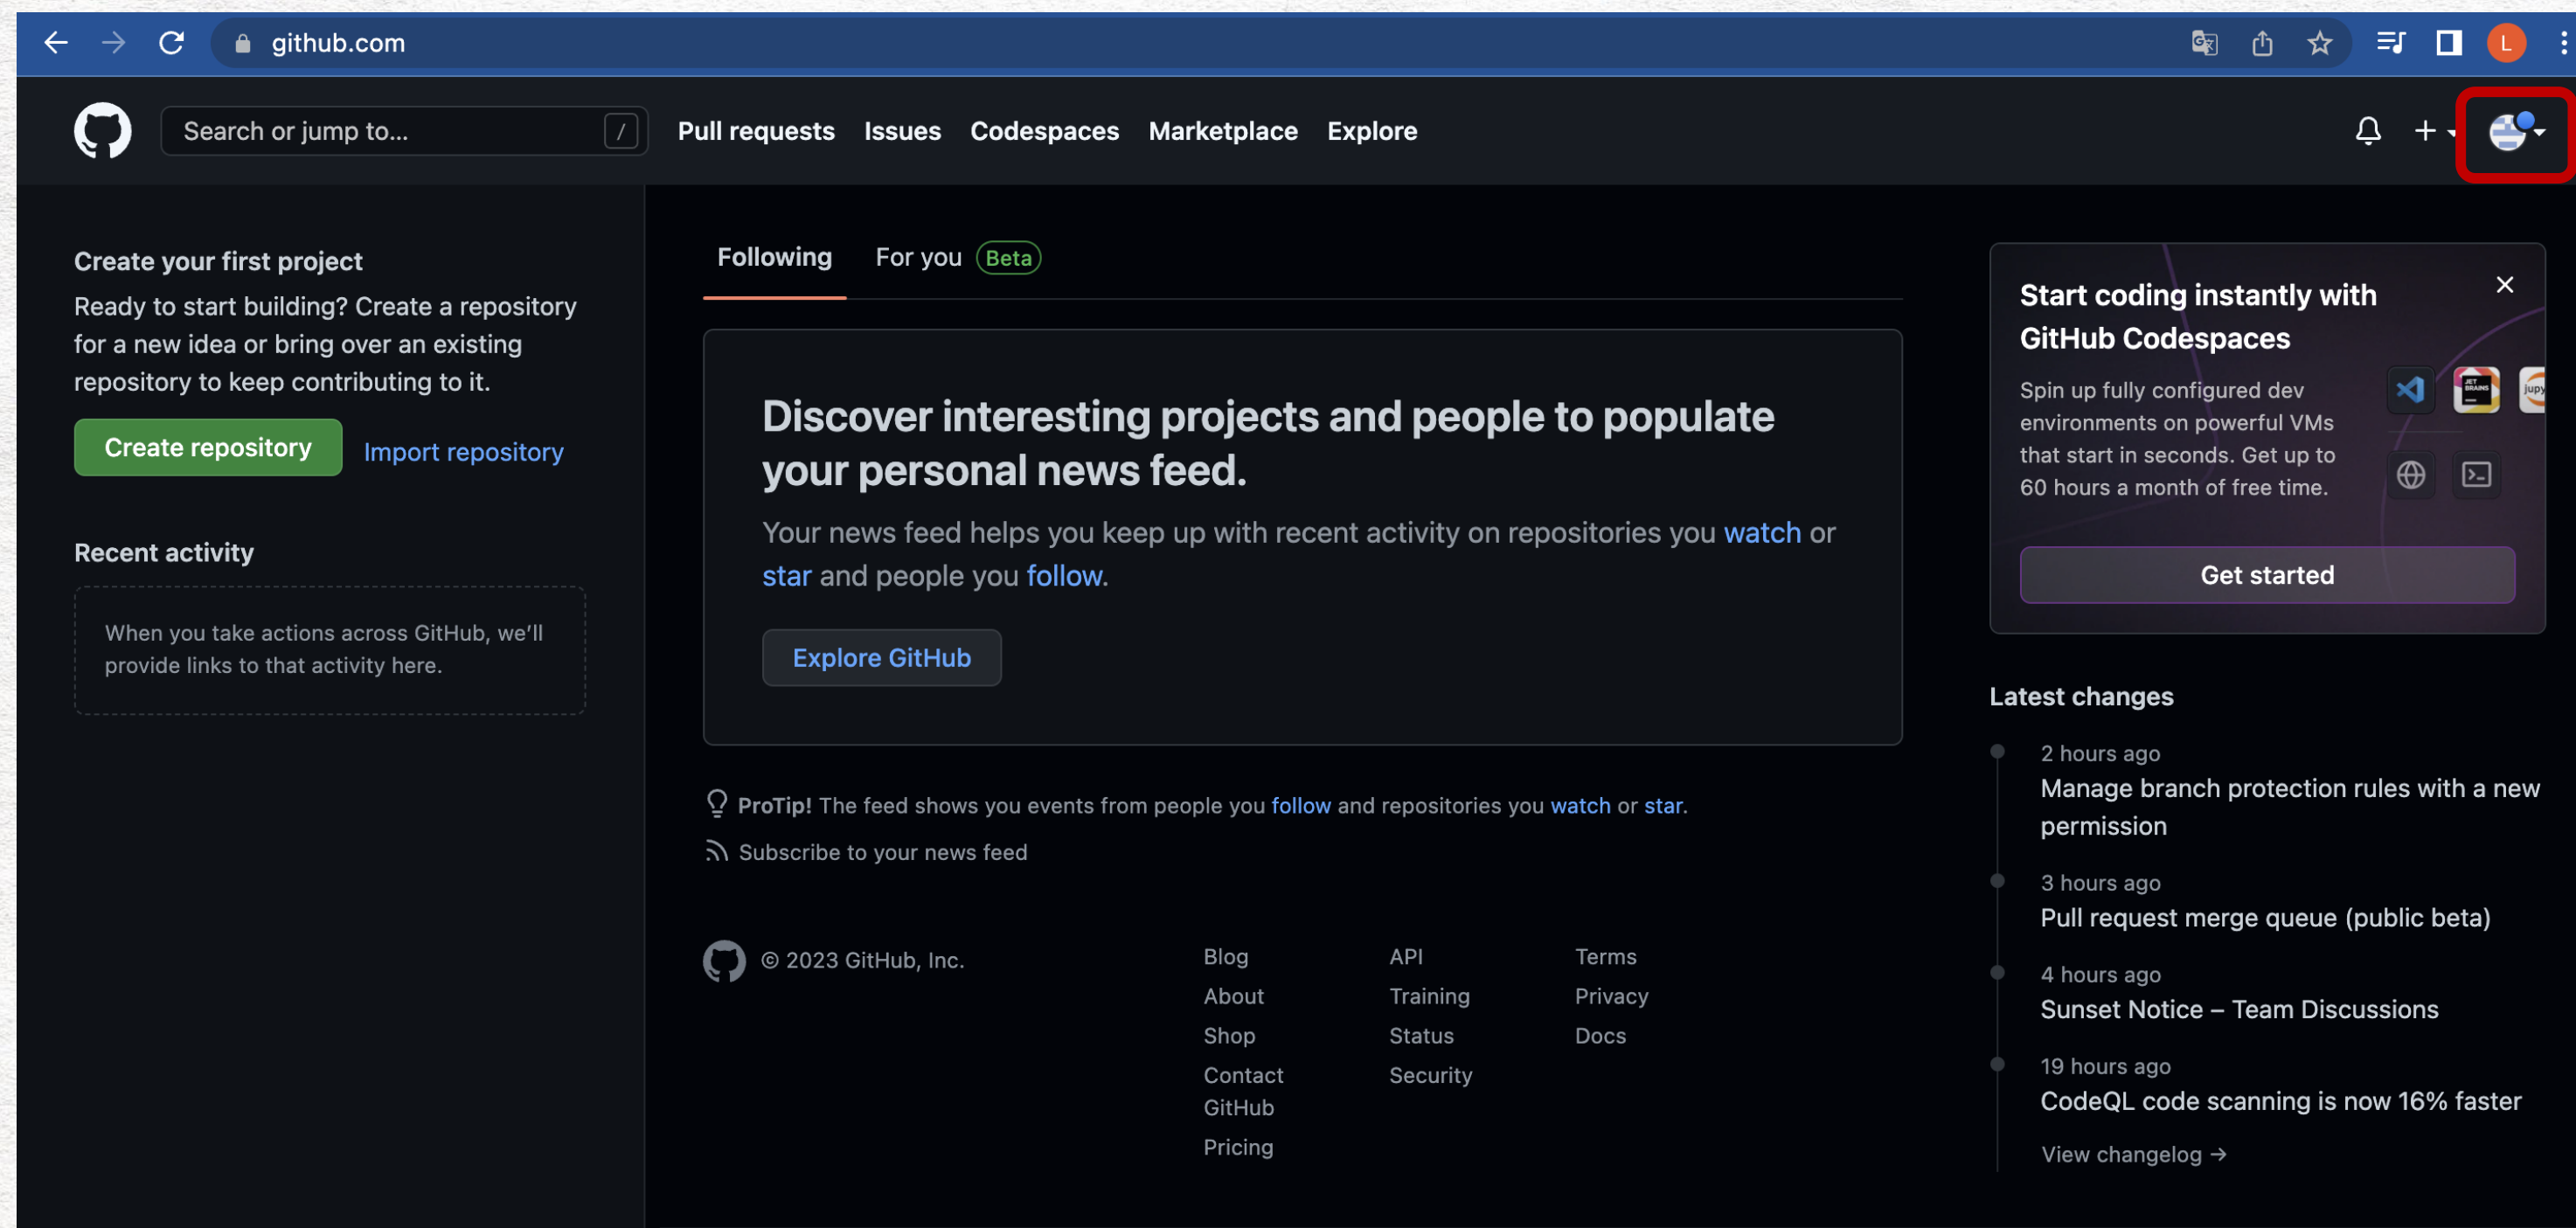 github.com
L
Search or jump to...
/
Pull requests Issues Codespaces Marketplace Explore
Create your first project
Ready to start building? Create a repository
for a new idea or bring over an existing
repository to keep contributing to it.
Create repository Import repository
Recent activity
When you take actions across GitHub, we’ll
provide links to that activity here.
Following For you Beta
Discover interesting projects and people to populate
your personal news feed.
Your news feed helps you keep up with recent activity on repositories you watch or
star and people you follow.
Explore GitHub
ProTip! The feed shows you events from people you follow and repositories you watch or star.
Subscribe to your news feed
© 2023 GitHub, Inc.
Blog
About
Shop
Contact
GitHub
Pricing
API
Training
Status
Security
Terms
Privacy
Docs
Start coding instantly with
GitHub Codespaces
Spin up fully configured dev
environments on powerful VMs
that start in seconds. Get up to
60 hours a month of free time.
JET
BRAINS
jupy
Get started
Latest changes
2 hours ago
Manage branch protection rules with a new
permission
3 hours ago
Pull request merge queue (public beta)
4 hours ago
Sunset Notice – Team Discussions
19 hours ago
CodeQL code scanning is now 16% faster
View changelog →